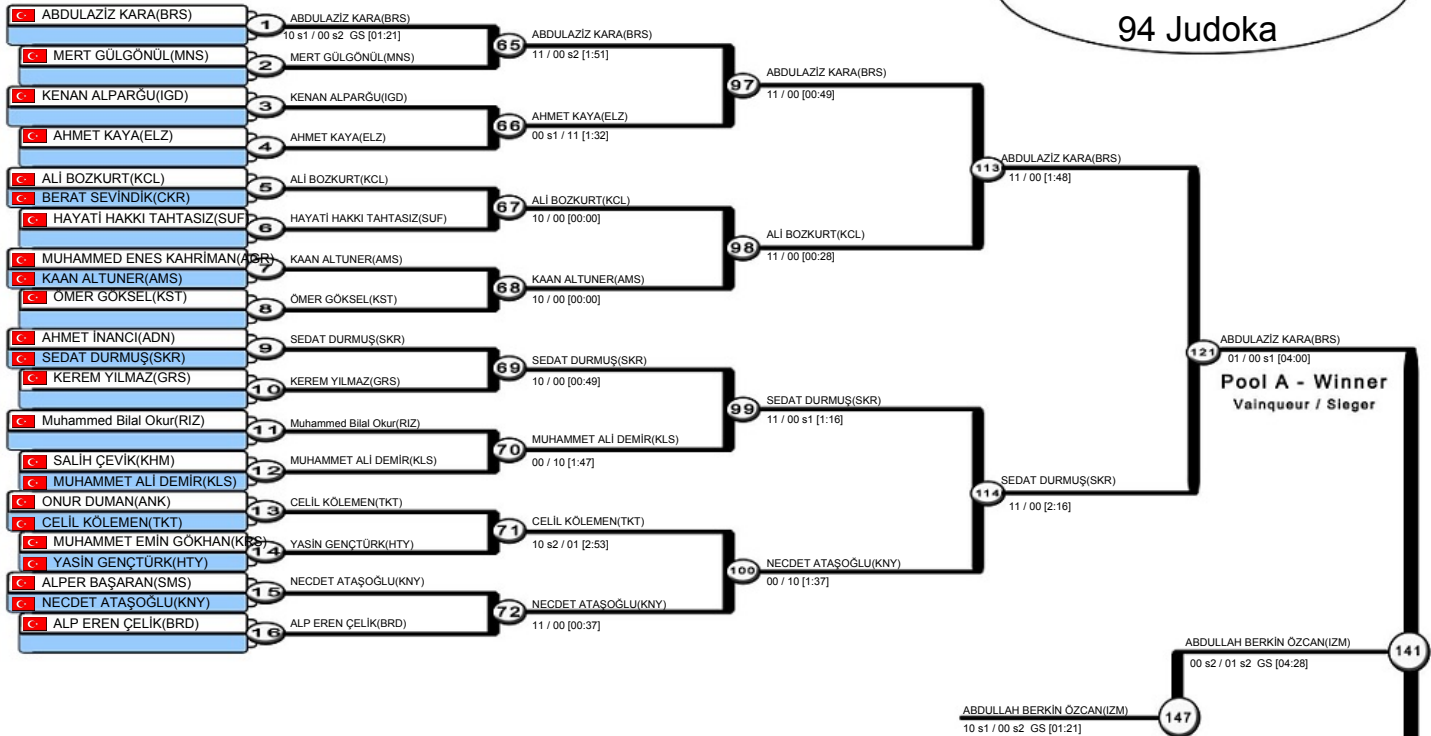 94 Judoka
ABDULAZİZ KARA(BRS)
MERT GÜLGÖNÜL(MNS)
KENAN ALPARĞU(IGD)
AHMET KAYA(ELZ)
ALİ BOZKURT(KCL)
BERAT SEVİNDİK(CKR)
HAYATİ HAKKI TAHTASIZ(SUF
MUHAMMED ENES KAHRİMAN(AGR)
KAAN ALTUNER(AMS)
ÖMER GÖKSEL(KST)
AHMET İNANCI(ADN)
SEDAT DURMUŞ(SKR)
KEREM YILMAZ(GRS)
Muhammed Bilal Okur(RIZ)
SALİH ÇEVİK(KHM)
MUHAMMET ALİ DEMİR(KLS)
ONUR DUMAN(ANK)
CELİL KÖLEMEN(TKT)
MUHAMMET EMİN GÖKHAN(KRS)
YASİN GENÇTÜRK(HTY)
ALPER BAŞARAN(SMS)
NECDET ATAŞOĞLU(KNY)
ALP EREN ÇELİK(BRD)
1
ABDULAZİZ KARA(BRS)
10 s1 / 00 s2 GS [01:21]
2
MERT GÜLGÖNÜL(MNS)
3
KENAN ALPARĞU(IGD)
4
AHMET KAYA(ELZ)
5
ALİ BOZKURT(KCL)
6
HAYATİ HAKKI TAHTASIZ(SUF)
7
KAAN ALTUNER(AMS)
8
ÖMER GÖKSEL(KST)
9
SEDAT DURMUŞ(SKR)
10
KEREM YILMAZ(GRS)
11
Muhammed Bilal Okur(RIZ)
12
MUHAMMET ALİ DEMİR(KLS)
13
CELİL KÖLEMEN(TKT)
14
YASİN GENÇTÜRK(HTY)
15
NECDET ATAŞOĞLU(KNY)
16
ALP EREN ÇELİK(BRD)
65
ABDULAZİZ KARA(BRS)
11 / 00 s2 [1:51]
66
AHMET KAYA(ELZ)
00 s1 / 11 [1:32]
67
ALİ BOZKURT(KCL)
10 / 00 [00:00]
68
KAAN ALTUNER(AMS)
10 / 00 [00:00]
69
SEDAT DURMUŞ(SKR)
10 / 00 [00:49]
70
MUHAMMET ALİ DEMİR(KLS)
00 / 10 [1:47]
71
CELİL KÖLEMEN(TKT)
10 s2 / 01 [2:53]
72
NECDET ATAŞOĞLU(KNY)
11 / 00 [00:37]
97
ABDULAZİZ KARA(BRS)
11 / 00 [00:49]
98
ALİ BOZKURT(KCL)
11 / 00 [00:28]
99
SEDAT DURMUŞ(SKR)
11 / 00 s1 [1:16]
100
NECDET ATAŞOĞLU(KNY)
00 / 10 [1:37]
113
ABDULAZİZ KARA(BRS)
11 / 00 [1:48]
114
SEDAT DURMUŞ(SKR)
11 / 00 [2:16]
121
ABDULAZİZ KARA(BRS)
01 / 00 s1 [04:00]
Pool A - Winner
Vainqueur / Sieger
ABDULLAH BERKİN ÖZCAN(IZM)
00 s2 / 01 s2 GS [04:28]
141
ABDULLAH BERKİN ÖZCAN(IZM)
10 s1 / 00 s2 GS [01:21]
147